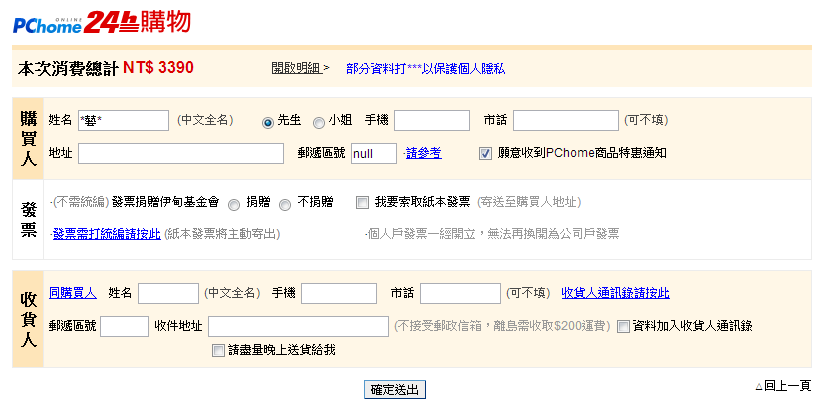 PChome ONLINE 24h購物
本次消費總計 NT$ 3390 開啟明細 > 部分資料打***以保護個人隱私
購買人
姓名 *藝* (中文全名) 先生 小姐 手機 市話 (可不填)
地址 郵遞區號 null ·請參考 願意收到PChome商品特惠通知
發票
·(不需統編) 發票捐贈伊甸基金會 捐贈 不捐贈 我要索取紙本發票 (寄送至購買人地址)
·發票需打統編請按此 (紙本發票將主動寄出) ·個人戶發票一經開立，無法再換開為公司戶發票
收貨人
同購買人 姓名 (中文全名) 手機 市話 (可不填) 收貨人通訊錄請按此
郵遞區號 收件地址 (不接受郵政信箱，離島需收取$200運費) 資料加入收貨人通訊錄
請盡量晚上送貨給我
確定送出 △回上一頁